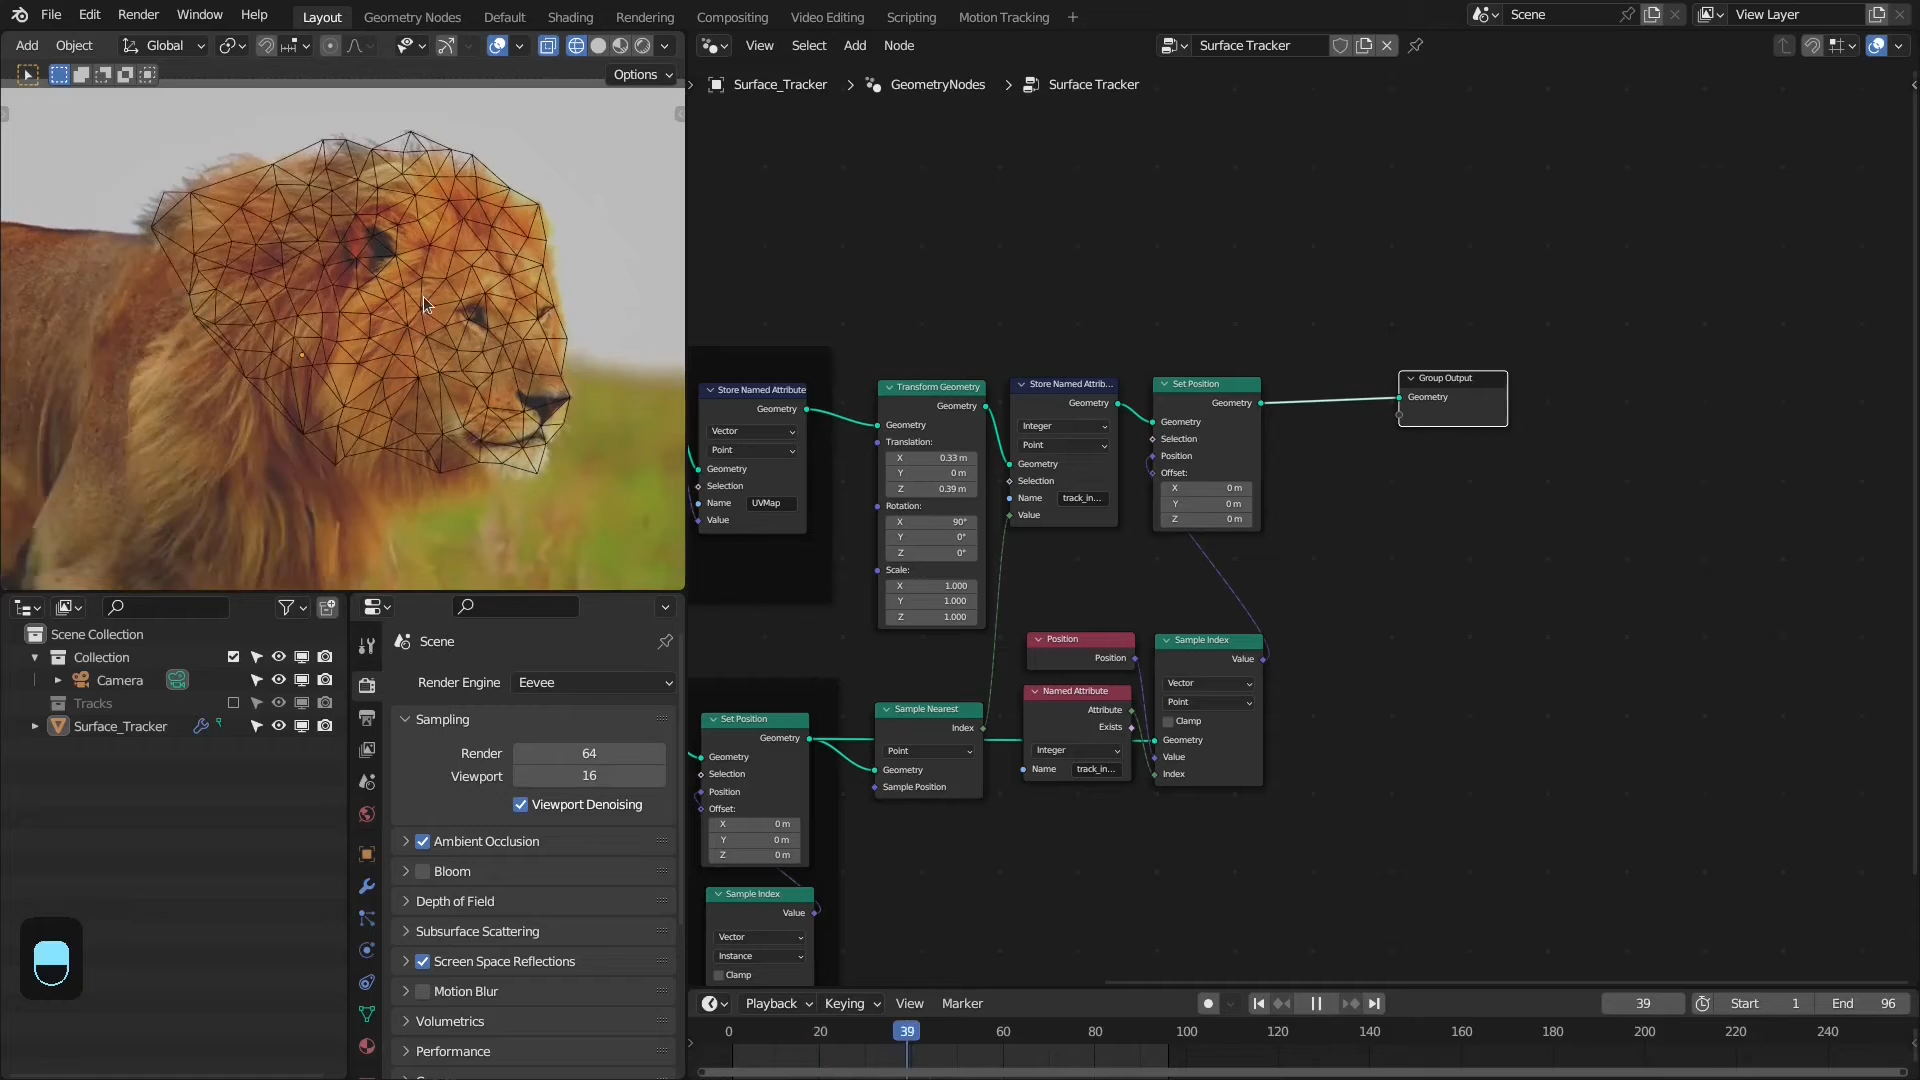 File Edit Render Window Help
Layout Geometry Nodes Default Shading Rendering Compositing Video Editing Scripting Motion Tracking +
Scene
View Layer
Add Object Global
View Select Add Node
Surface Tracker
Options
Surface_Tracker > GeometryNodes > Surface Tracker
Store Named Attribute
Geometry
Vector
Point
Geometry
Selection
Name UVMap
Value
Transform Geometry
Geometry
Geometry
Translation:
X 0.33 m
Y 0 m
Z 0.39 m
Rotation:
X 90°
Y 0°
Z 0°
Scale:
X 1.000
Y 1.000
Z 1.000
Store Named Attrib...
Geometry
Integer
Point
Geometry
Selection
Name track_in...
Value
Set Position
Geometry
Geometry
Selection
Position
Offset:
X 0 m
Y 0 m
Z 0 m
Group Output
Geometry
Position
Position
Named Attribute
Attribute
Exists
Integer
Name track_in...
Sample Index
Value
Vector
Point
Clamp
Geometry
Value
Index
Set Position
Geometry
Geometry
Selection
Position
Offset:
X 0 m
Y 0 m
Z 0 m
Sample Nearest
Index
Point
Geometry
Sample Position
Sample Index
Value
Vector
Instance
Clamp
Scene Collection
Collection
Camera
Tracks
Surface_Tracker
Scene
Render Engine Eevee
Sampling
Render 64
Viewport 16
Viewport Denoising
Ambient Occlusion
Bloom
Depth of Field
Subsurface Scattering
Screen Space Reflections
Motion Blur
Volumetrics
Performance
Playback Keying View Marker
39 Start 1 End 96
0 20 39 60 80 100 120 140 160 180 200 220 240